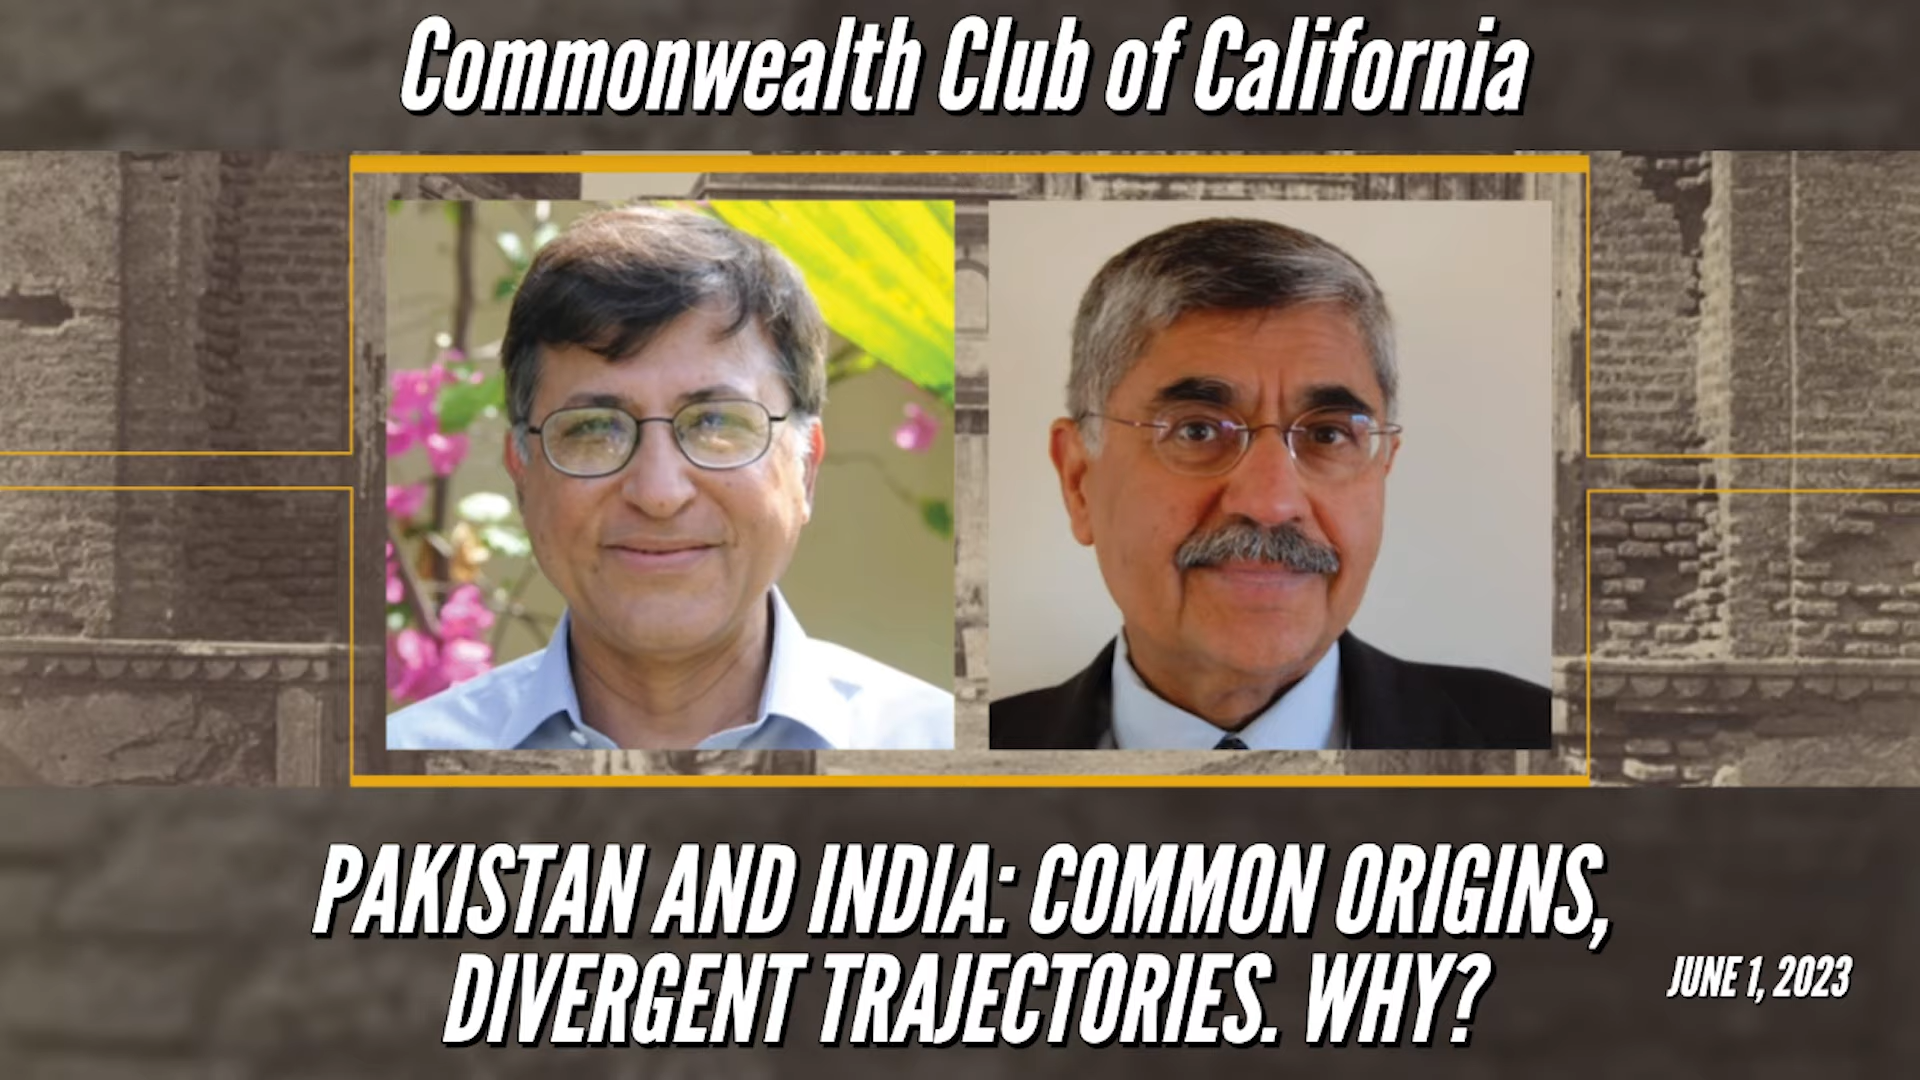 Commonwealth Club of California
PAKISTAN AND INDIA: COMMON ORIGINS,
DIVERGENT TRAJECTORIES. WHY?
JUNE 1, 2023